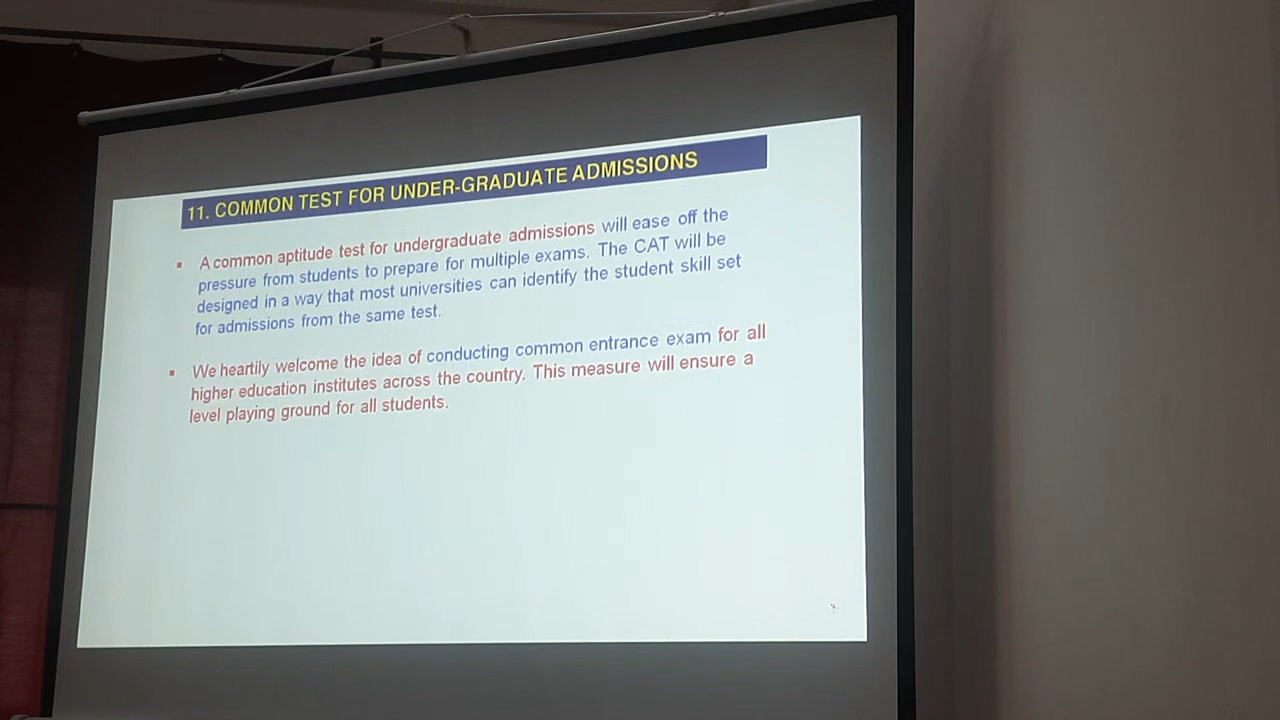 11. COMMON TEST FOR UNDER-GRADUATE ADMISSIONS
▪ A common aptitude test for undergraduate admissions will ease off the
pressure from students to prepare for multiple exams. The CAT will be
designed in a way that most universities can identify the student skill set
for admissions from the same test.
▪ We heartily welcome the idea of conducting common entrance exam for all
higher education institutes across the country. This measure will ensure a
level playing ground for all students.